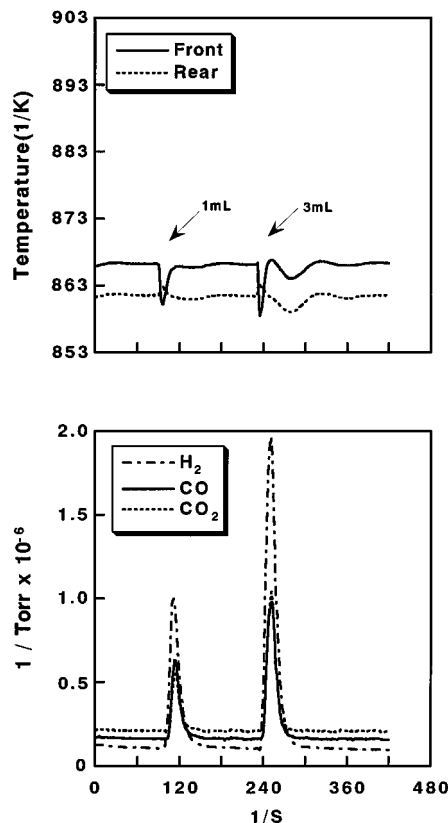 903
893
883
873
863
853
Temperature(1/K)
Front
Rear
1mL
3mL
2.0
1.5
1.0
0.5
0
1 / Torr x 10⁻⁶
H₂
CO
CO₂
0 120 240 360 480
1/S